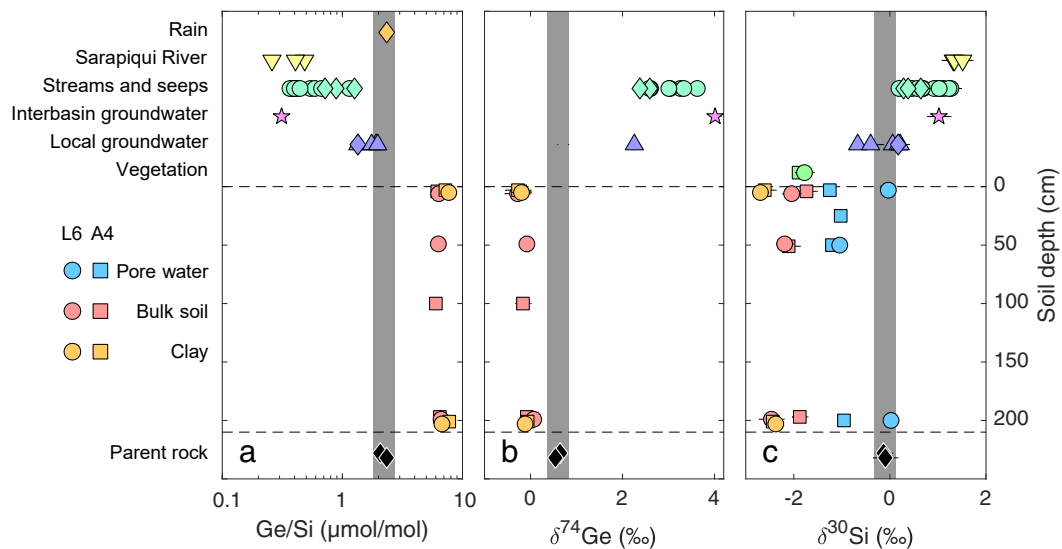 Rain
Sarapiqui River
Streams and seeps
Interbasin groundwater
Local groundwater
Vegetation
L6 A4
Pore water
Bulk soil
Clay
Parent rock
a
b
c
0
50
100
150
200
Soil depth (cm)
0.1 1 10
0 2 4
-2 0 2
Ge/Si (μmol/mol)
δ⁷⁴Ge (‰)
δ³⁰Si (‰)